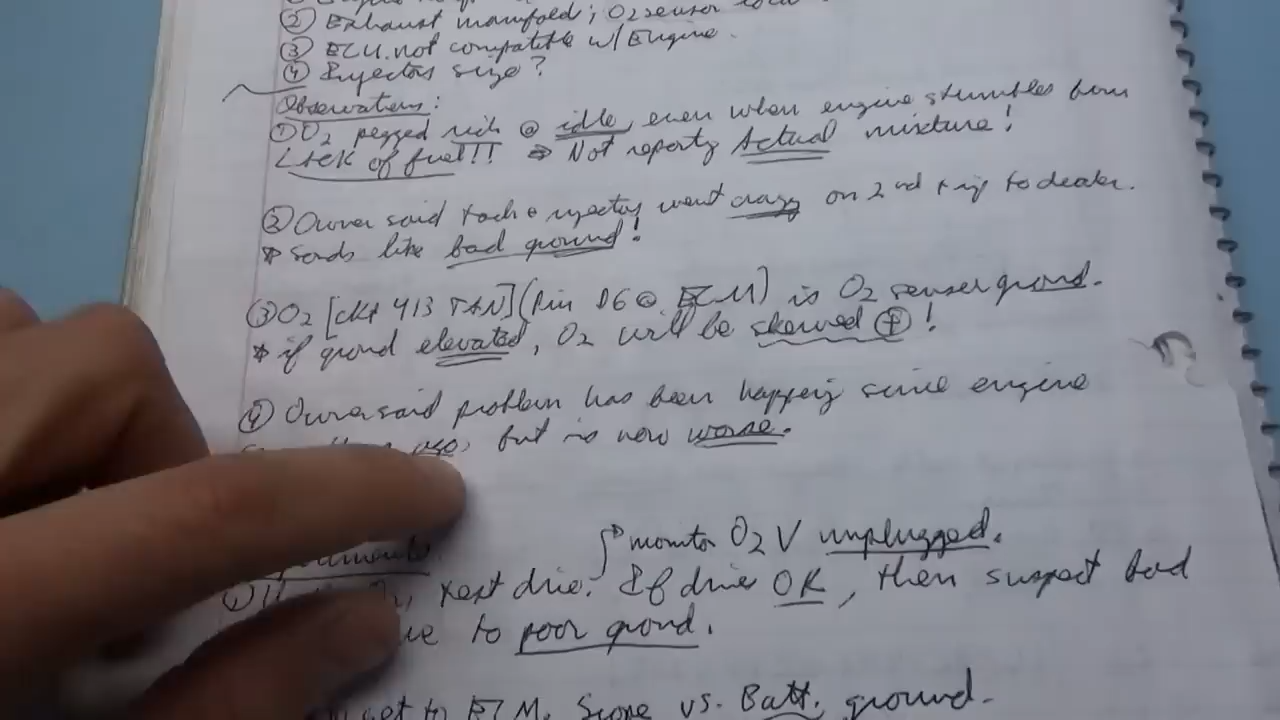 ② Exhaust manifold; O2 sensor
③ ECU not compatible w/ Engine.
④ Injectors size?
Observations:
① O2 pegged rich @ idle, even when engine stumbles from
Lack of fuel!! ⇒ Not reporting Actual mixture!
② Owner said tach + injectors went crazy on 2nd trip to dealer.
* Sounds like bad ground!
③ O2 [ckt 413 TAN] (Pin D6 @ ECM) is O2 sensor ground.
* if ground elevated, O2 will be skewed ⊕!
④ Owner said problem has been happening since engine
ago, but is now worse.
monitor O2 V unplugged.
test drive. If drive OK, then suspect bad
to poor ground.
get to ECM. Scope vs. Batt. ground.